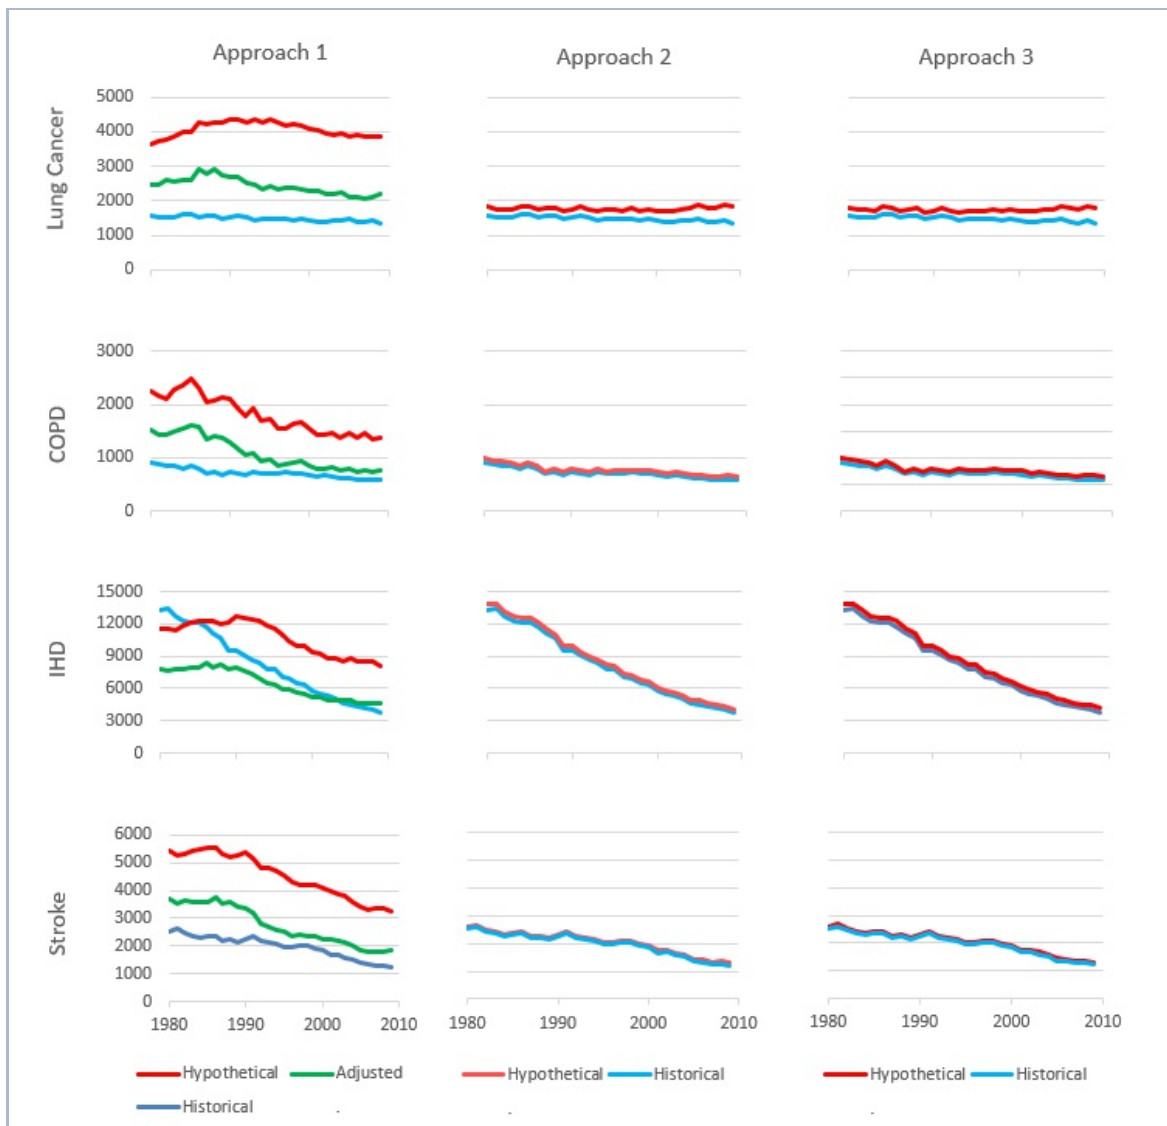 Approach 1
Approach 2
Approach 3
Lung Cancer
5000
4000
3000
2000
1000
0
COPD
3000
2000
1000
0
IHD
15000
12000
9000
6000
3000
0
Stroke
6000
5000
4000
3000
2000
1000
0
1980 1990 2000 2010
1980 1990 2000 2010
1980 1990 2000 2010
Hypothetical Adjusted
Historical
Hypothetical Historical
Hypothetical Historical